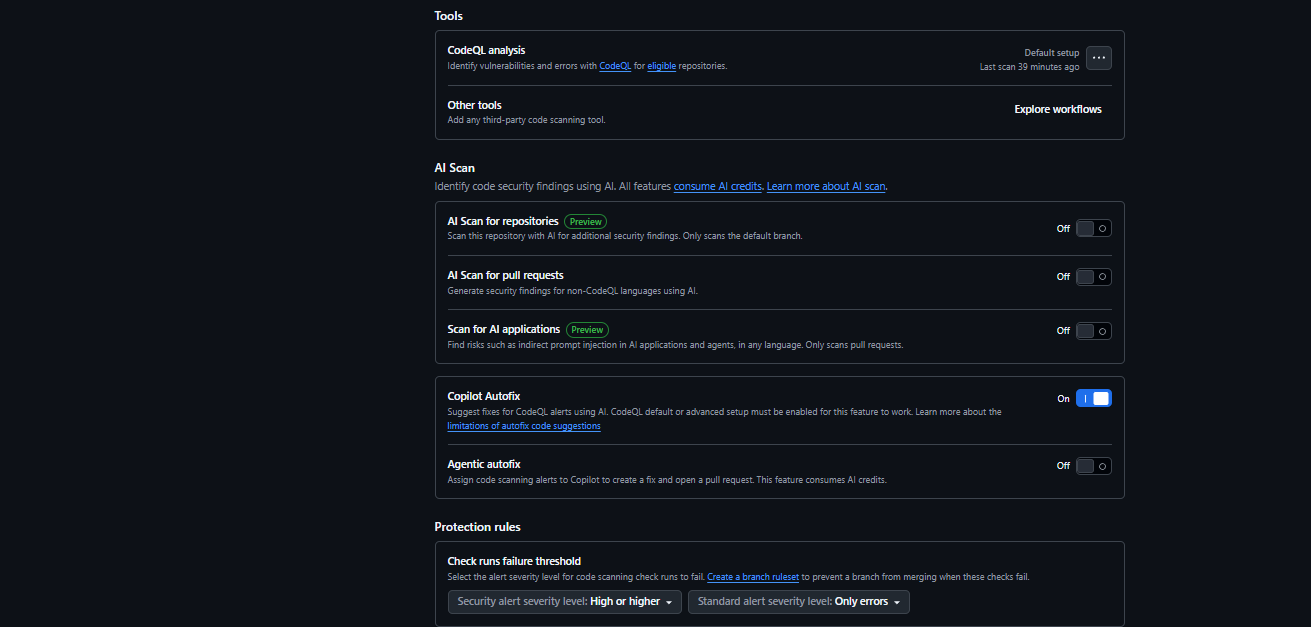 Tools
CodeQL analysis
Identify vulnerabilities and errors with CodeQL for eligible repositories.
Default setup
Last scan 39 minutes ago
Other tools
Add any third-party code scanning tool.
Explore workflows
AI Scan
Identify code security findings using AI. All features consume AI credits. Learn more about AI scan.
AI Scan for repositories Preview
Scan this repository with AI for additional security findings. Only scans the default branch.
Off
AI Scan for pull requests
Generate security findings for non-CodeQL languages using AI.
Off
Scan for AI applications Preview
Find risks such as indirect prompt injection in AI applications and agents, in any language. Only scans pull requests.
Off
Copilot Autofix
Suggest fixes for CodeQL alerts using AI. CodeQL default or advanced setup must be enabled for this feature to work. Learn more about the
limitations of autofix code suggestions
On
Agentic autofix
Assign code scanning alerts to Copilot to create a fix and open a pull request. This feature consumes AI credits.
Off
Protection rules
Check runs failure threshold
Select the alert severity level for code scanning check runs to fail. Create a branch ruleset to prevent a branch from merging when these checks fail.
Security alert severity level: High or higher
Standard alert severity level: Only errors